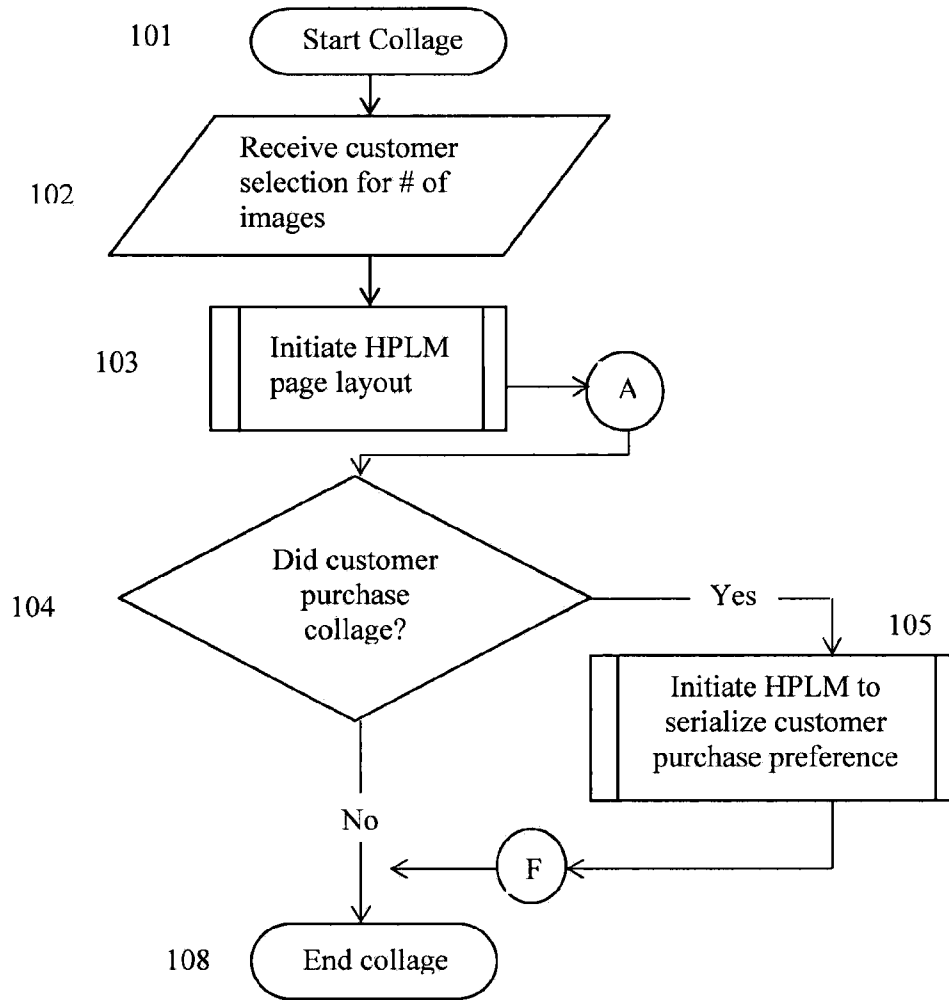 101
Start Collage
102
Receive customer
selection for # of
images
103
Initiate HPLM
page layout
A
104
Did customer
purchase
collage?
Yes
105
Initiate HPLM to
serialize customer
purchase preference
No
F
108
End collage